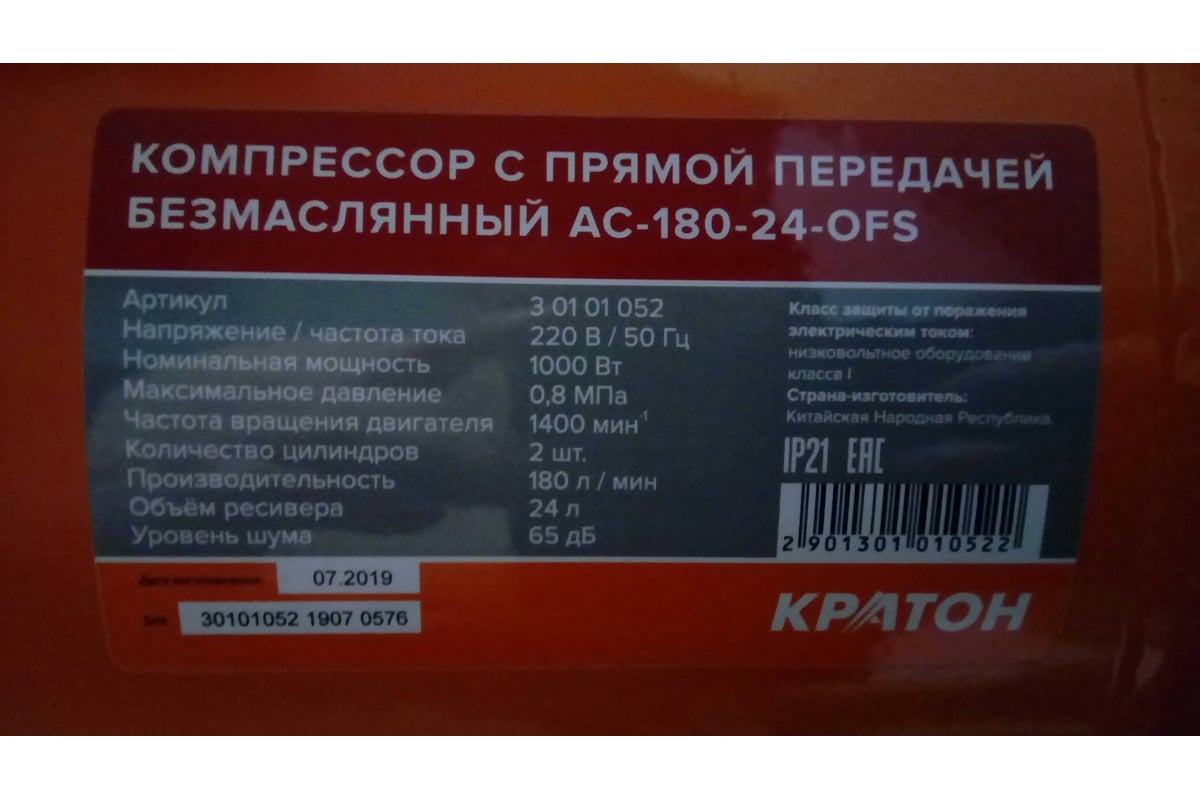 КОМПРЕССОР С ПРЯМОЙ ПЕРЕДАЧЕЙ
БЕЗМАСЛЯННЫЙ AC-180-24-OFS
Артикул 3 01 01 052
Напряжение / частота тока 220 В / 50 Гц
Номинальная мощность 1000 Вт
Максимальное давление 0,8 МПа
Частота вращения двигателя 1400 мин⁻¹
Количество цилиндров 2 шт.
Производительность 180 л / мин
Объём ресивера 24 л
Уровень шума 65 дБ
Класс защиты от поражения
электрическим током:
низковольтное оборудование
класса I
Страна-изготовитель:
Китайская Народная Республика.
IP21 EAC
2 901301 010522
Дата изготовления: 07.2019
S/N: 30101052 1907 0576
КРАТОН